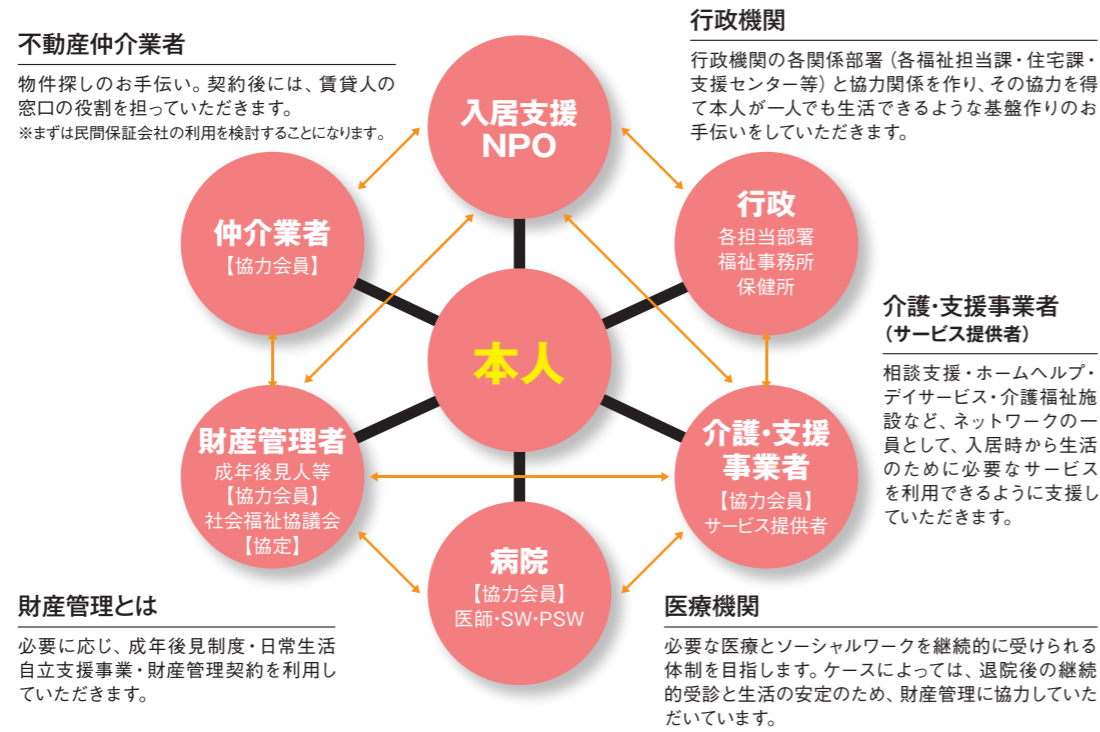 不動産仲介業者
物件探しのお手伝い。契約後には、賃貸人の
窓口の役割を担っていただきます。
※まずは民間保証会社の利用を検討することになります。
行政機関
行政機関の各関係部署（各福祉担当課・住宅課・
支援センター等）と協力関係を作り、その協力を得
て本人が一人でも生活できるような基盤作りのお
手伝いをしていただきます。
入居支援
NPO
仲介業者
【協力会員】
行政
各担当部署
福祉事務所
保健所
本人
介護・支援事業者
（サービス提供者）
相談支援・ホームヘルプ・
デイサービス・介護福祉施
設など、ネットワークの一
員として、入居時から生活
のために必要なサービス
を利用できるように支援し
ていただきます。
財産管理者
成年後見人等
【協力会員】
社会福祉協議会
【協定】
介護・支援
事業者
【協力会員】
サービス提供者
病院
【協力会員】
医師・SW・PSW
財産管理とは
必要に応じ、成年後見制度・日常生活
自立支援事業・財産管理契約を利用し
ていただきます。
医療機関
必要な医療とソーシャルワークを継続的に受けられる
体制を目指します。ケースによっては、退院後の継続
的受診と生活の安定のため、財産管理に協力していた
だいています。